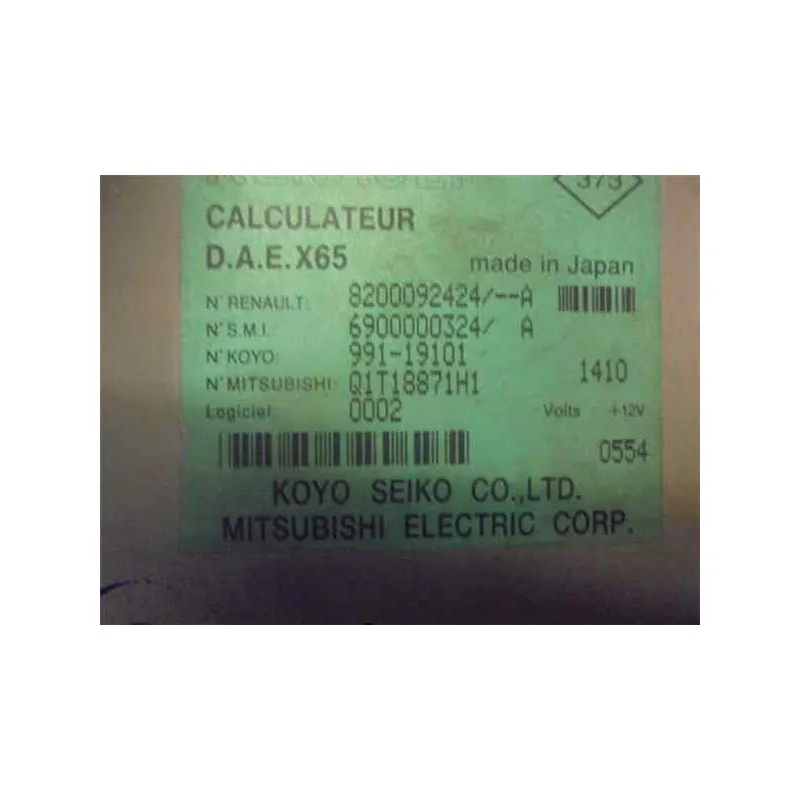 373
CALCULATEUR
D.A.E.X65 made in Japan
N° RENAULT: 8200092424/--A
N° S.M.I.: 6900000324/ A
N° KOYO: 991-19101
N° MITSUBISHI: Q1T18871H1 1410
Logiciel: 0002 Volts +12V
0554
KOYO SEIKO CO.,LTD.
MITSUBISHI ELECTRIC CORP.